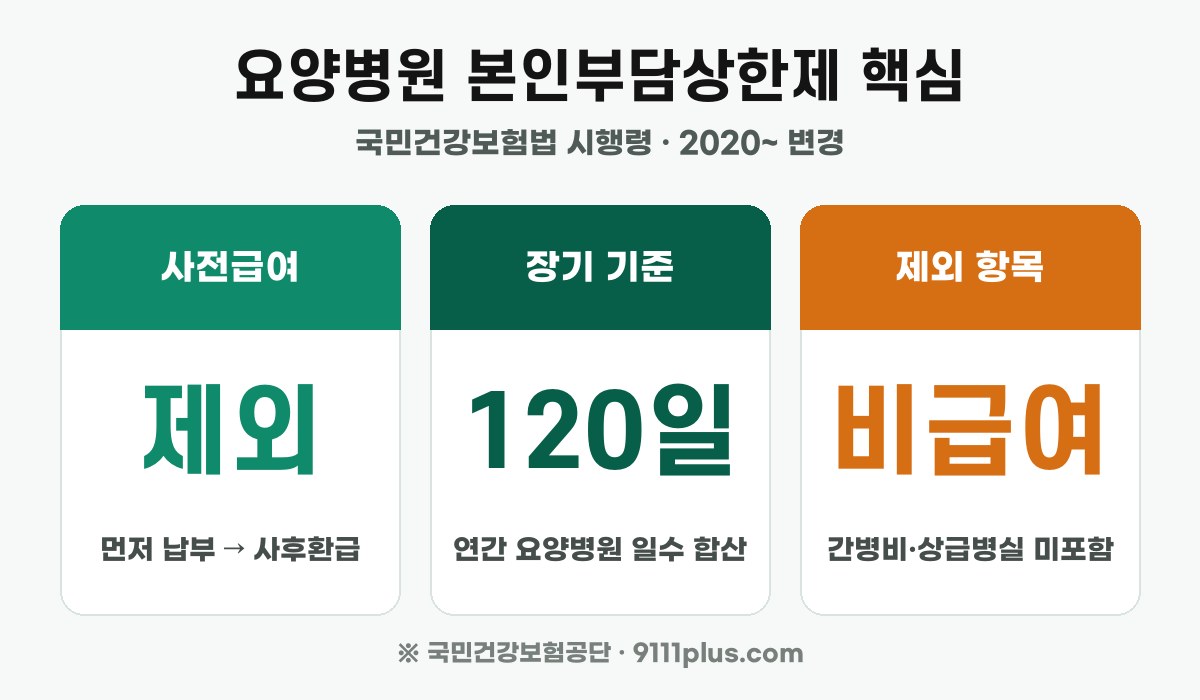 요양병원 본인부담상한제 핵심
국민건강보험법 시행령 · 2020~ 변경
사전급여
제외
먼저 납부 → 사후환급
장기 기준
120일
연간 요양병원 일수 합산
제외 항목
비급여
간병비·상급병실 미포함
※ 국민건강보험공단 · 9111plus.com